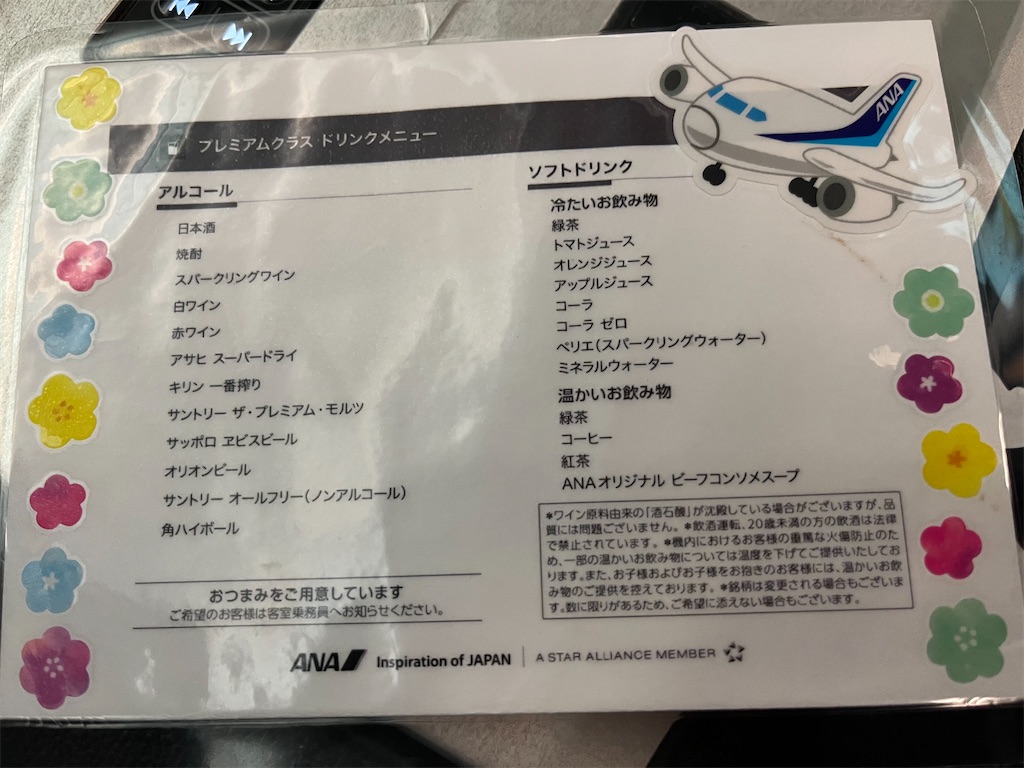 プレミアムクラス ドリンクメニュー
アルコール
日本酒
焼酎
スパークリングワイン
白ワイン
赤ワイン
アサヒ スーパードライ
キリン 一番搾り
サントリー ザ・プレミアム・モルツ
サッポロ ヱビスビール
オリオンビール
サントリー オールフリー(ノンアルコール)
角ハイボール
おつまみをご用意しています
ご希望のお客様は客室乗務員へお知らせください。
ソフトドリンク
冷たいお飲み物
緑茶
トマトジュース
オレンジジュース
アップルジュース
コーラ
コーラ ゼロ
ペリエ(スパークリングウォーター)
ミネラルウォーター
温かいお飲み物
緑茶
コーヒー
紅茶
ANAオリジナル ビーフコンソメスープ
*ワイン原料由来の「酒石酸」が沈殿している場合がございますが、品
質には問題ございません。*飲酒運転、20歳未満の方の飲酒は法律
で禁止されています。*機内におけるお客様の重篤な火傷防止のた
め、一部の温かいお飲み物については温度を下げてご提供いたしてお
ります。また、お子様およびお子様をお抱きのお客様には、温かいお飲
み物のご提供を控えております。*銘柄は変更される場合もございま
す。数に限りがあるため、ご希望に添えない場合もございます。
ANA Inspiration of JAPAN A STAR ALLIANCE MEMBER
ANA